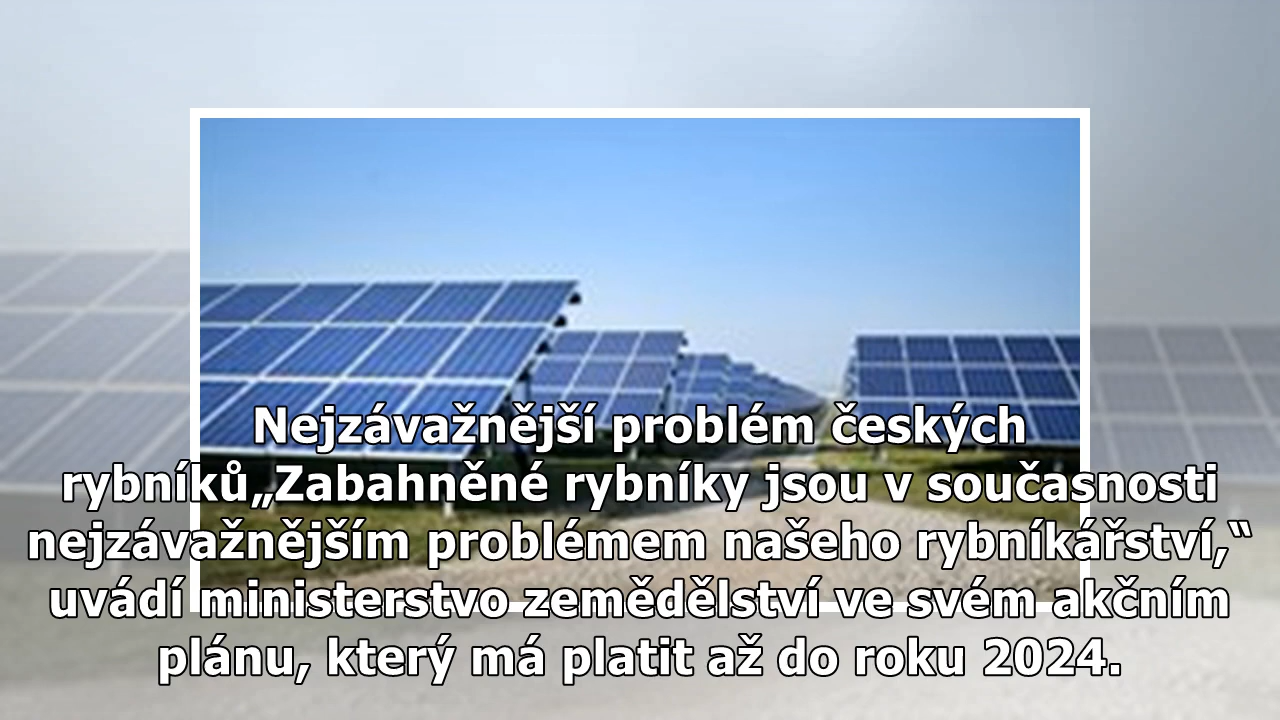 Nejzávažnější problém českých
rybníků„Zabahněné rybníky jsou v současnosti
nejzávažnějším problémem našeho rybníkářství,“
uvádí ministerstvo zemědělství ve svém akčním
plánu, který má platit až do roku 2024.